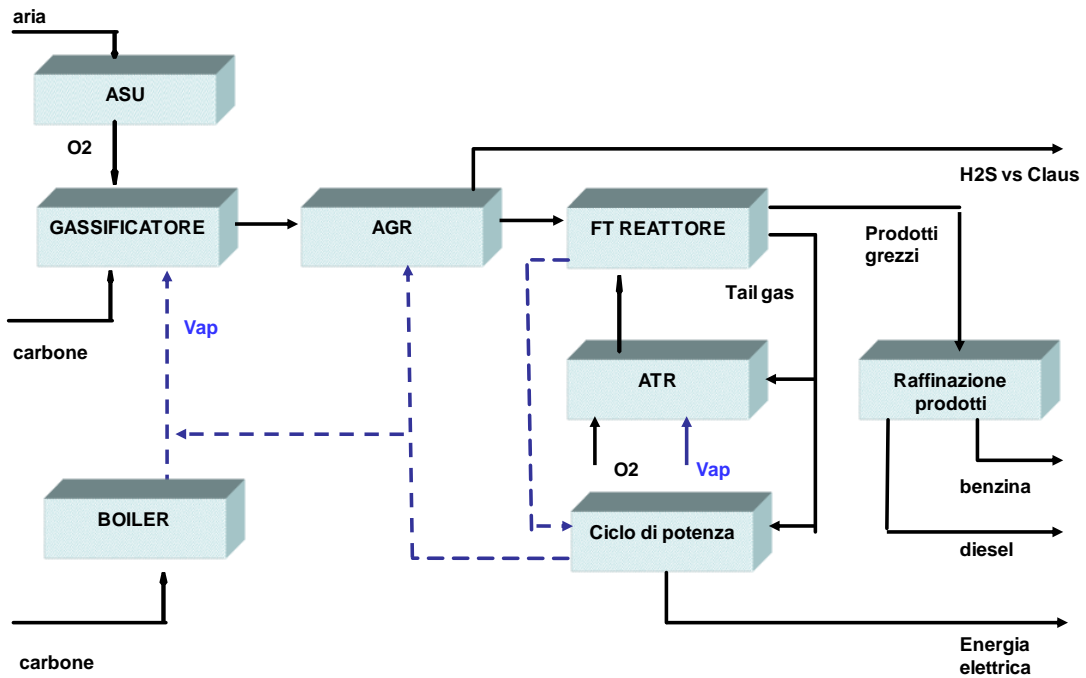 aria
ASU
O2
H2S vs Claus
GASSIFICATORE
AGR
FT REATTORE
Prodotti
grezzi
Tail gas
Vap
carbone
ATR
Raffinazione
prodotti
O2
Vap
benzina
BOILER
Ciclo di potenza
diesel
Energia
elettrica
carbone